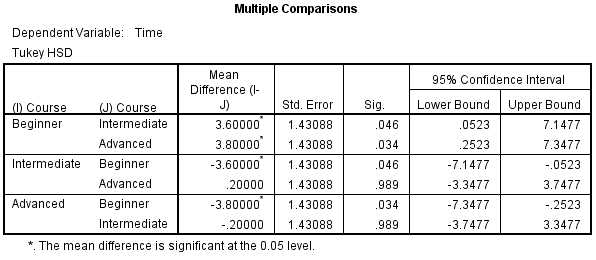 Multiple Comparisons
Dependent Variable: Time
Tukey HSD
(I) Course (J) Course Mean Difference (I-J) Std. Error Sig. 95% Confidence Interval
Lower Bound Upper Bound
Beginner Intermediate 3.60000* 1.43088 .046 .0523 7.1477
Advanced 3.80000* 1.43088 .034 .2523 7.3477
Intermediate Beginner -3.60000* 1.43088 .046 -7.1477 -.0523
Advanced .20000 1.43088 .989 -3.3477 3.7477
Advanced Beginner -3.80000* 1.43088 .034 -7.3477 -.2523
Intermediate -.20000 1.43088 .989 -3.7477 3.3477
*. The mean difference is significant at the 0.05 level.